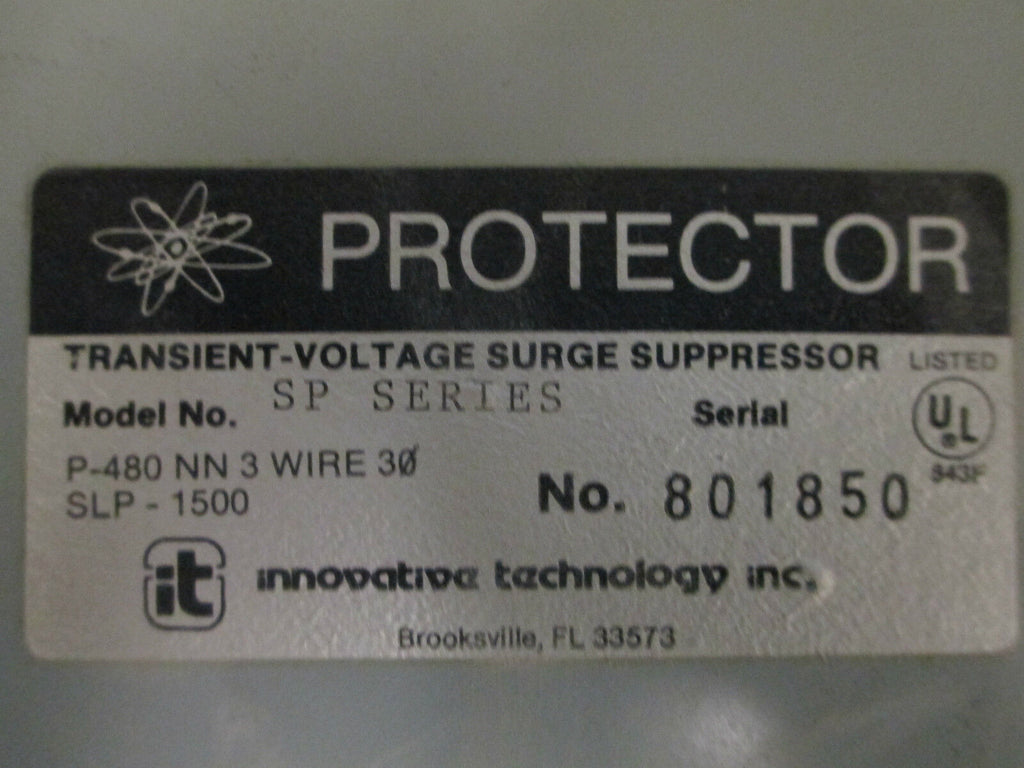 PROTECTOR
TRANSIENT-VOLTAGE SURGE SUPPRESSOR LISTED
SP SERIES
Model No. Serial UL
P-480 NN 3 WIRE 3Ø 943F
SLP - 1500 No. 801850
it innovative technology inc.
Brooksville, FL 33573